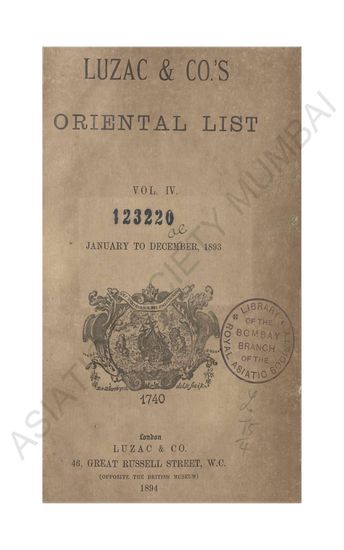 LUZAC & CO.'S
ORIENTAL LIST
VOL. IV.
123220
JANUARY TO DECEMBER, 1893
1740
London
LUZAC & CO.
46, GREAT RUSSELL STREET, W.C.
(OPPOSITE THE BRITISH MUSEUM)
1894
LIBRARY
OF THE
BOMBAY
BRANCH
OF THE
ROYAL ASIATIC SOCIETY
ASIATIC SOCIETY MUMBAI